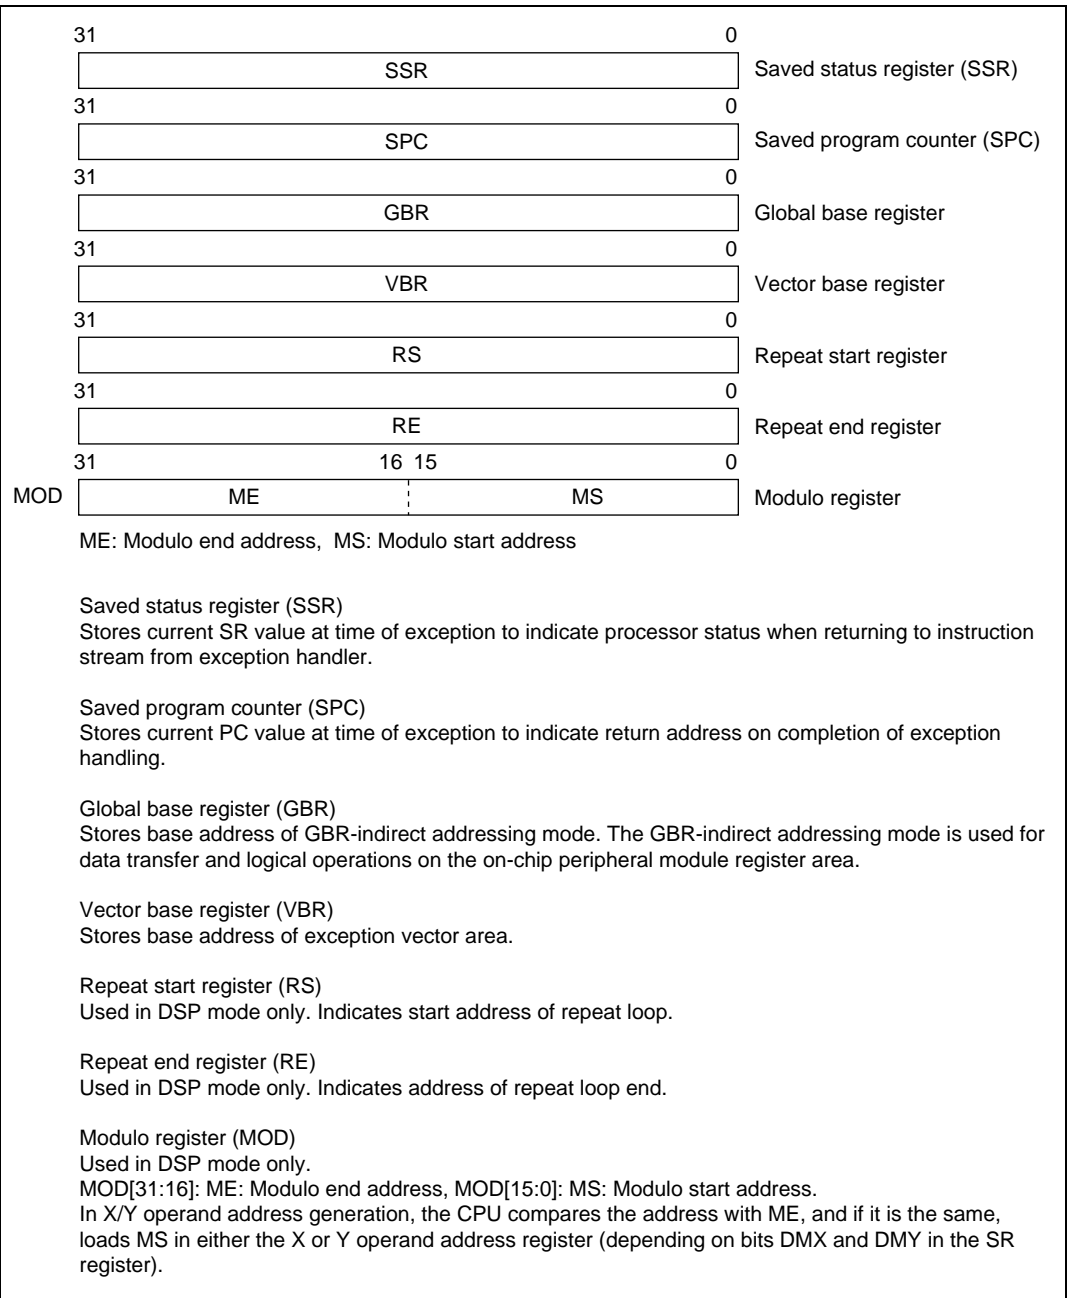 31 0
SSR Saved status register (SSR)
31 0
SPC Saved program counter (SPC)
31 0
GBR Global base register
31 0
VBR Vector base register
31 0
RS Repeat start register
31 0
RE Repeat end register
31 16 15 0
MOD ME MS Modulo register
ME: Modulo end address, MS: Modulo start address
Saved status register (SSR)
Stores current SR value at time of exception to indicate processor status when returning to instruction
stream from exception handler.
Saved program counter (SPC)
Stores current PC value at time of exception to indicate return address on completion of exception
handling.
Global base register (GBR)
Stores base address of GBR-indirect addressing mode. The GBR-indirect addressing mode is used for
data transfer and logical operations on the on-chip peripheral module register area.
Vector base register (VBR)
Stores base address of exception vector area.
Repeat start register (RS)
Used in DSP mode only. Indicates start address of repeat loop.
Repeat end register (RE)
Used in DSP mode only. Indicates address of repeat loop end.
Modulo register (MOD)
Used in DSP mode only.
MOD[31:16]: ME: Modulo end address, MOD[15:0]: MS: Modulo start address.
In X/Y operand address generation, the CPU compares the address with ME, and if it is the same,
loads MS in either the X or Y operand address register (depending on bits DMX and DMY in the SR
register).